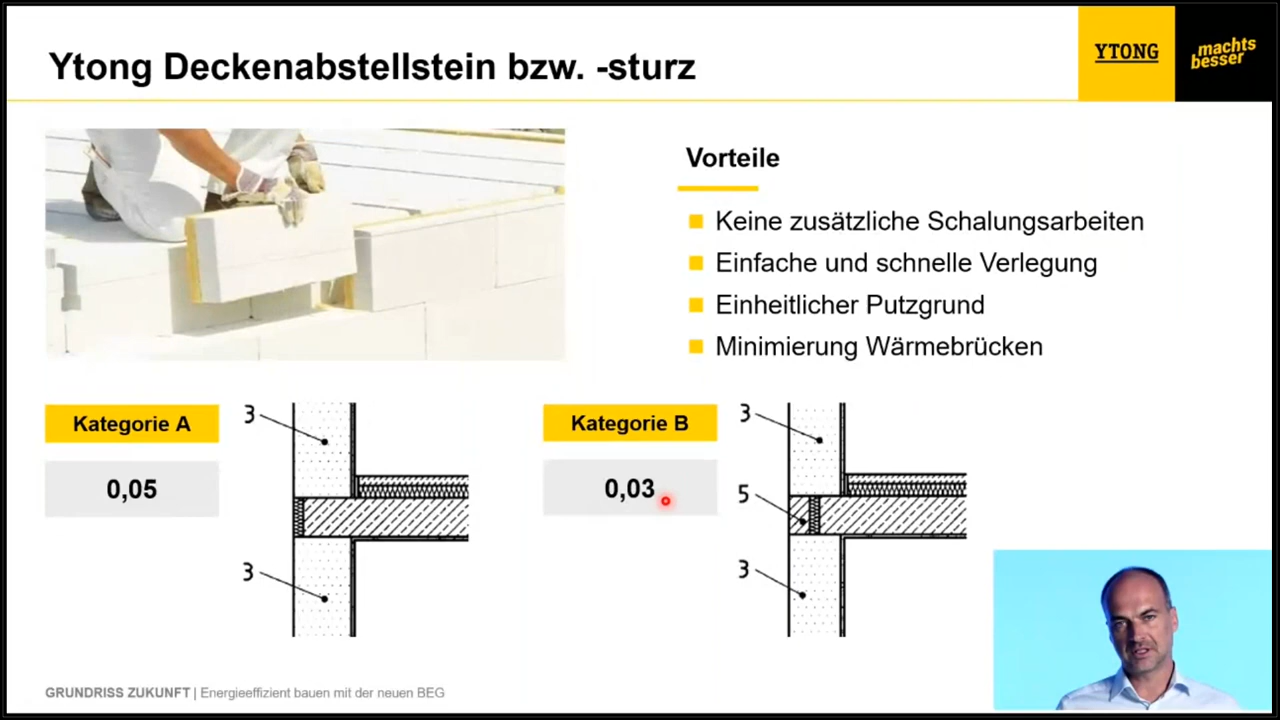 Ytong Deckenabstellstein bzw. -sturz
YTONG
machts
besser
Vorteile
Keine zusätzliche Schalungsarbeiten
Einfache und schnelle Verlegung
Einheitlicher Putzgrund
Minimierung Wärmebrücken
Kategorie A
0,05
3
3
Kategorie B
0,03
3
5
3
GRUNDRISS ZUKUNFT | Energieeffizient bauen mit der neuen BEG